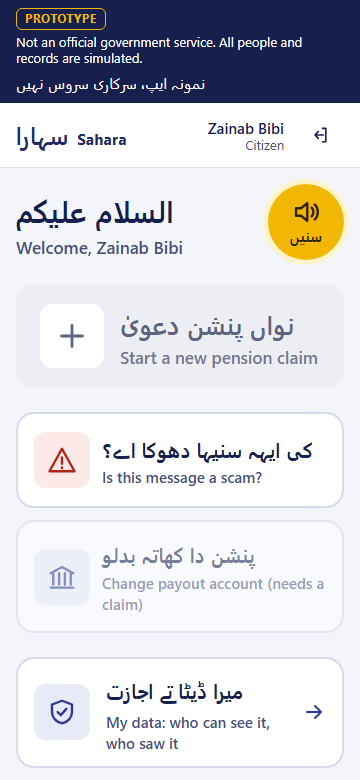 PROTOTYPE
Not an official government service. All people and
records are simulated.
نمونہ ایپ، سرکاری سروس نہیں
سہارا Sahara
Zainab Bibi
Citizen
السلام علیکم
Welcome, Zainab Bibi
سنیں
نواں پنشن دعویٰ
Start a new pension claim
کی ایہہ سنیہا دھوکا اے؟
Is this message a scam?
پنشن دا کھاتہ بدلو
Change payout account (needs a
claim)
میرا ڈیٹا تے اجازت
My data: who can see it,
who saw it